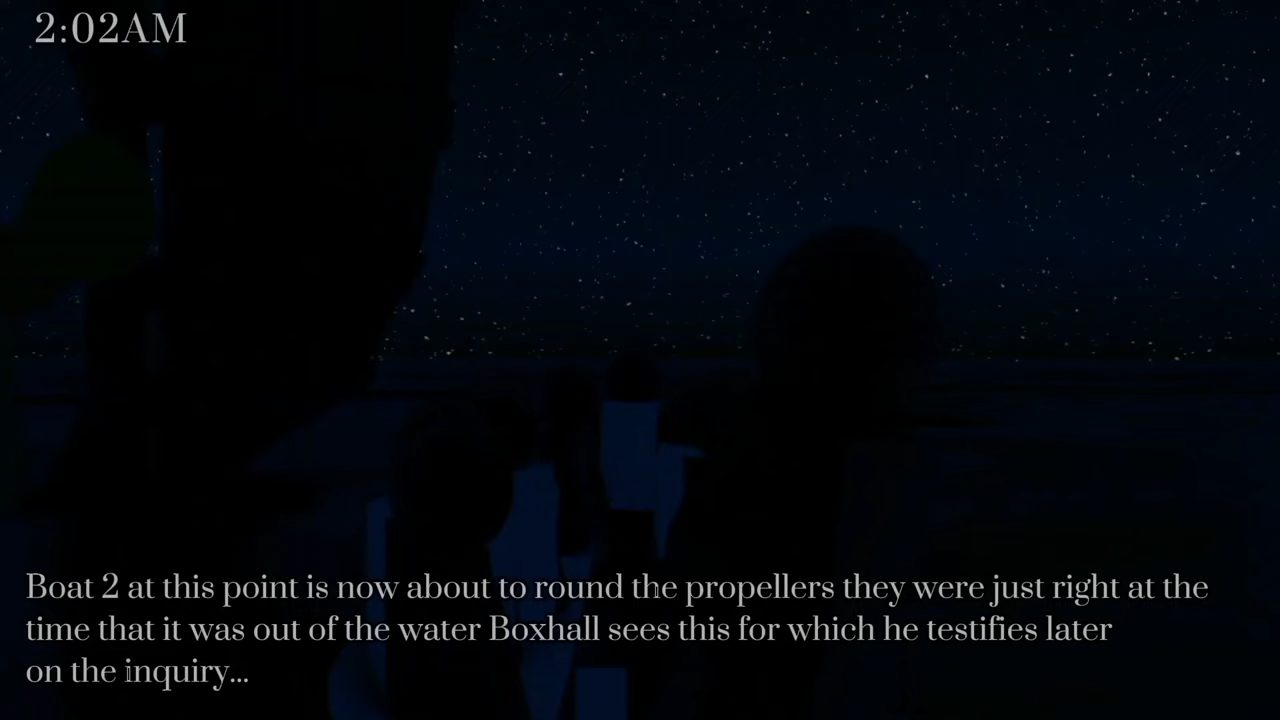 2:02AM
Boat 2 at this point is now about to round the propellers they were just right at the
time that it was out of the water Boxhall sees this for which he testifies later
on the inquiry...